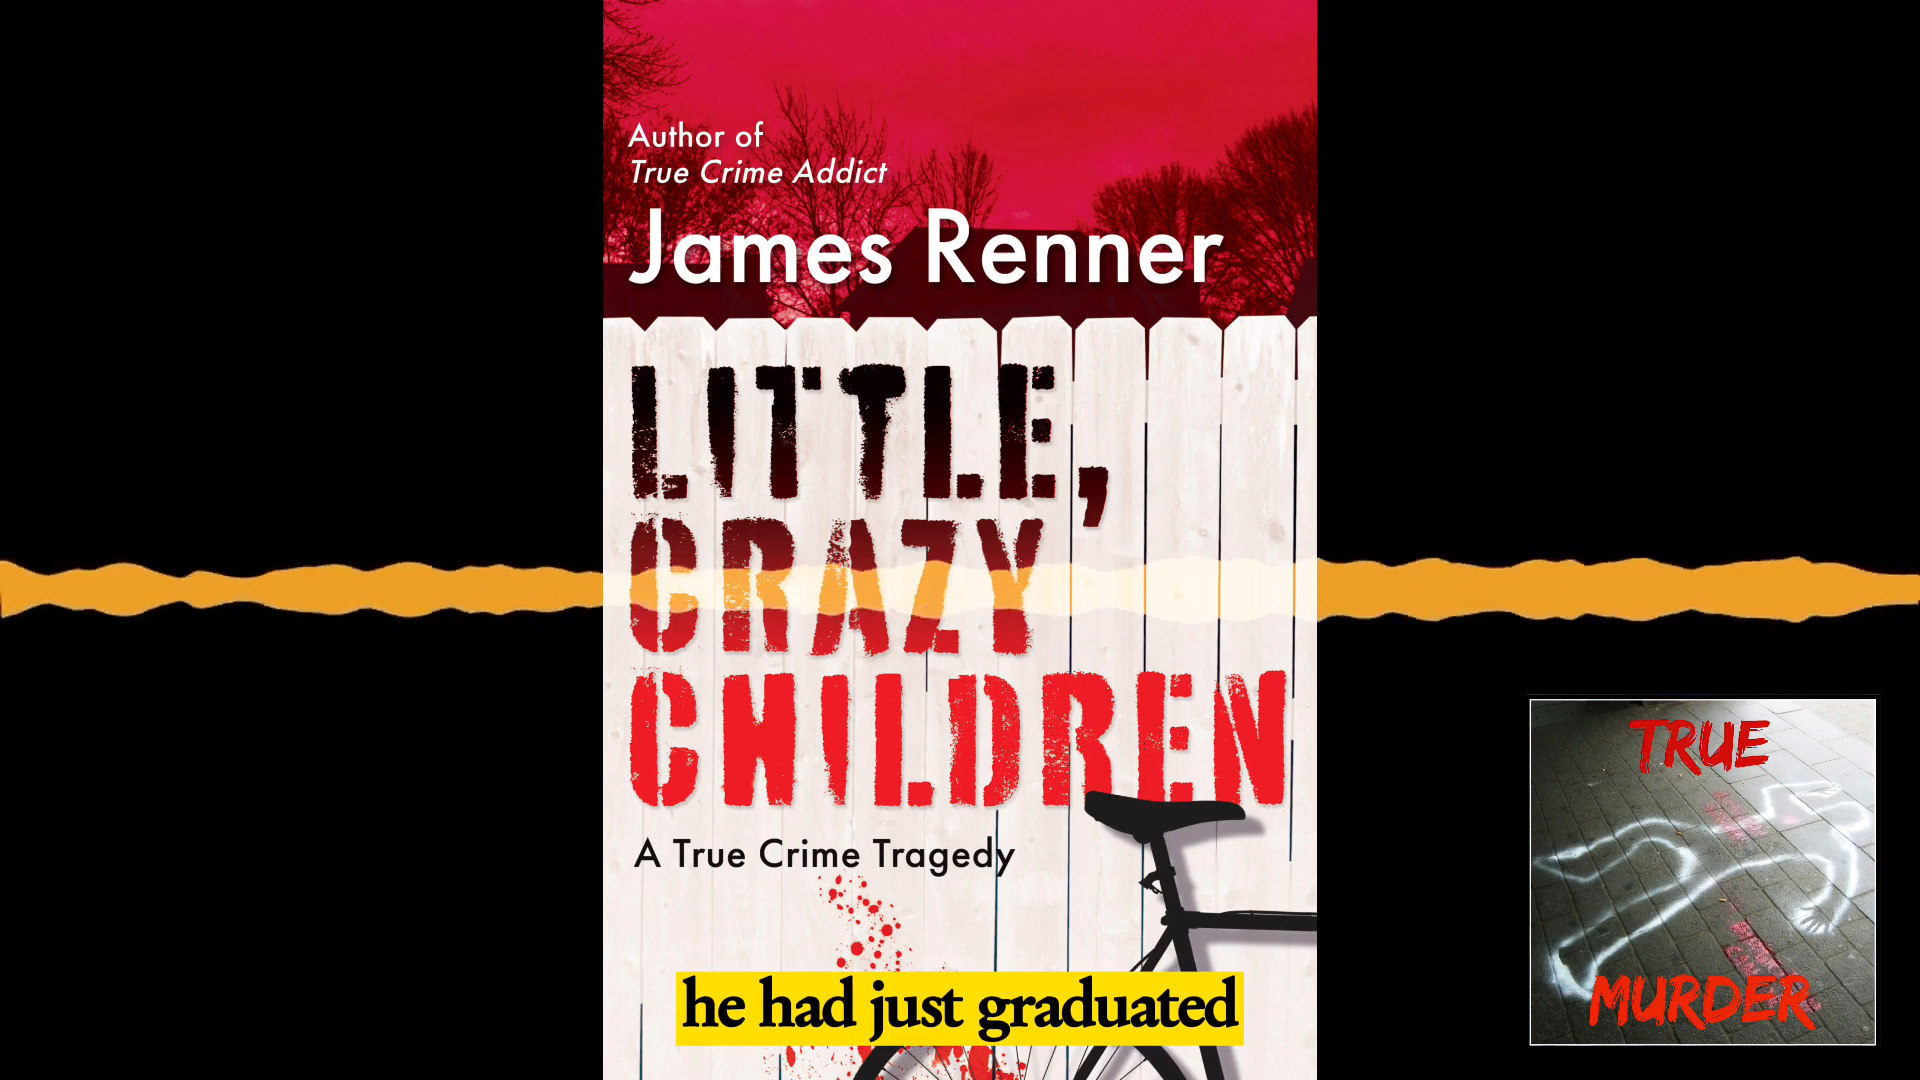 Author of
True Crime Addict
James Renner
LITTLE,
CRAZY
CHILDREN
A True Crime Tragedy
he had just graduated
TRUE
MURDER